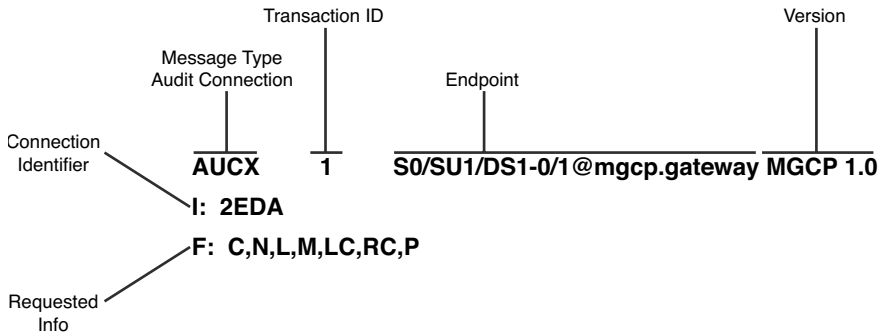 Transaction ID
Version
Message Type
Audit Connection
Endpoint
Connection
Identifier
AUCX 1 S0/SU1/DS1-0/1@mgcp.gateway MGCP 1.0
I: 2EDA
F: C,N,L,M,LC,RC,P
Requested
Info